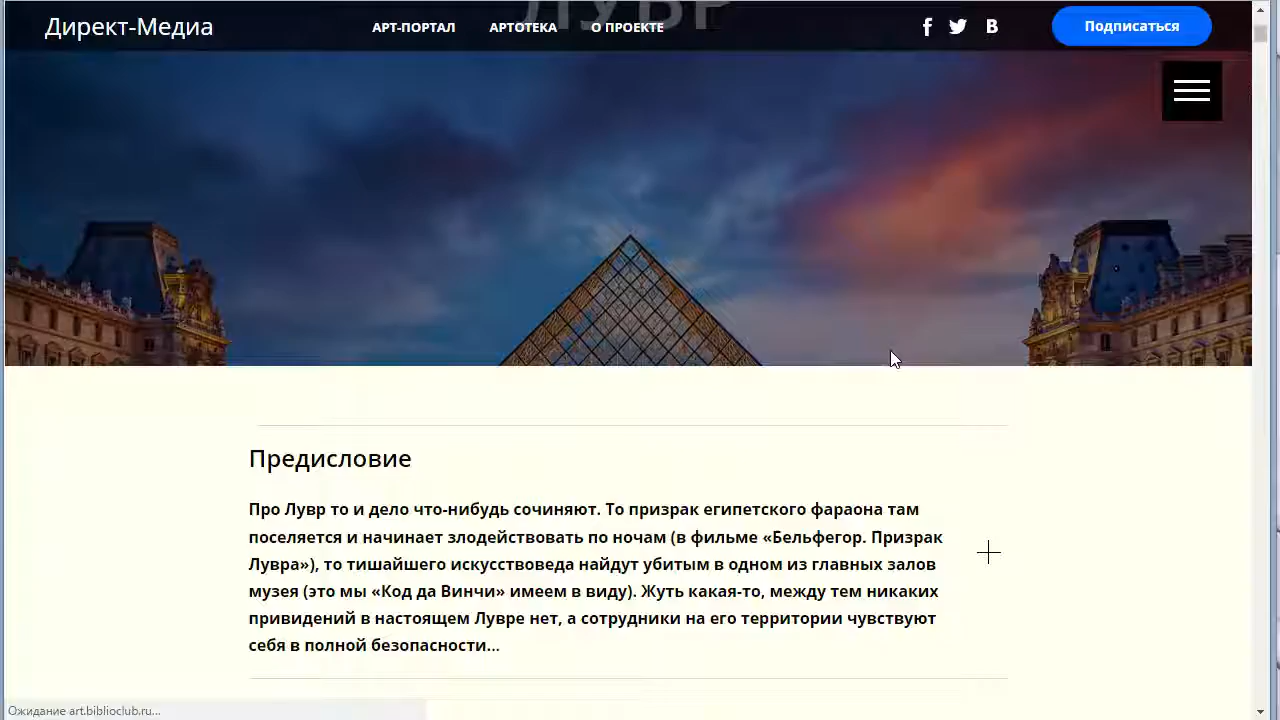 Директ-Медиа
АРТ-ПОРТАЛ АРТОТЕКА О ПРОЕКТЕ
Подписаться
ЛУВР
Предисловие
Про Лувр то и дело что-нибудь сочиняют. То призрак египетского фараона там
поселяется и начинает злодействовать по ночам (в фильме «Бельфегор. Призрак
Лувра»), то тишайшего искусствоведа найдут убитым в одном из главных залов
музея (это мы «Код да Винчи» имеем в виду). Жуть какая-то, между тем никаких
привидений в настоящем Лувре нет, а сотрудники на его территории чувствуют
себя в полной безопасности...
Ожидание art.biblioclub.ru...